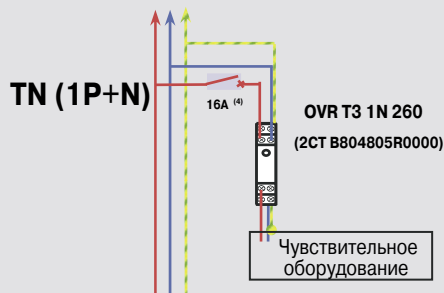 TN (1P+N)
16A (4)
OVR T3 1N 260
(2CT B804805R0000)
Чувствительное
оборудование